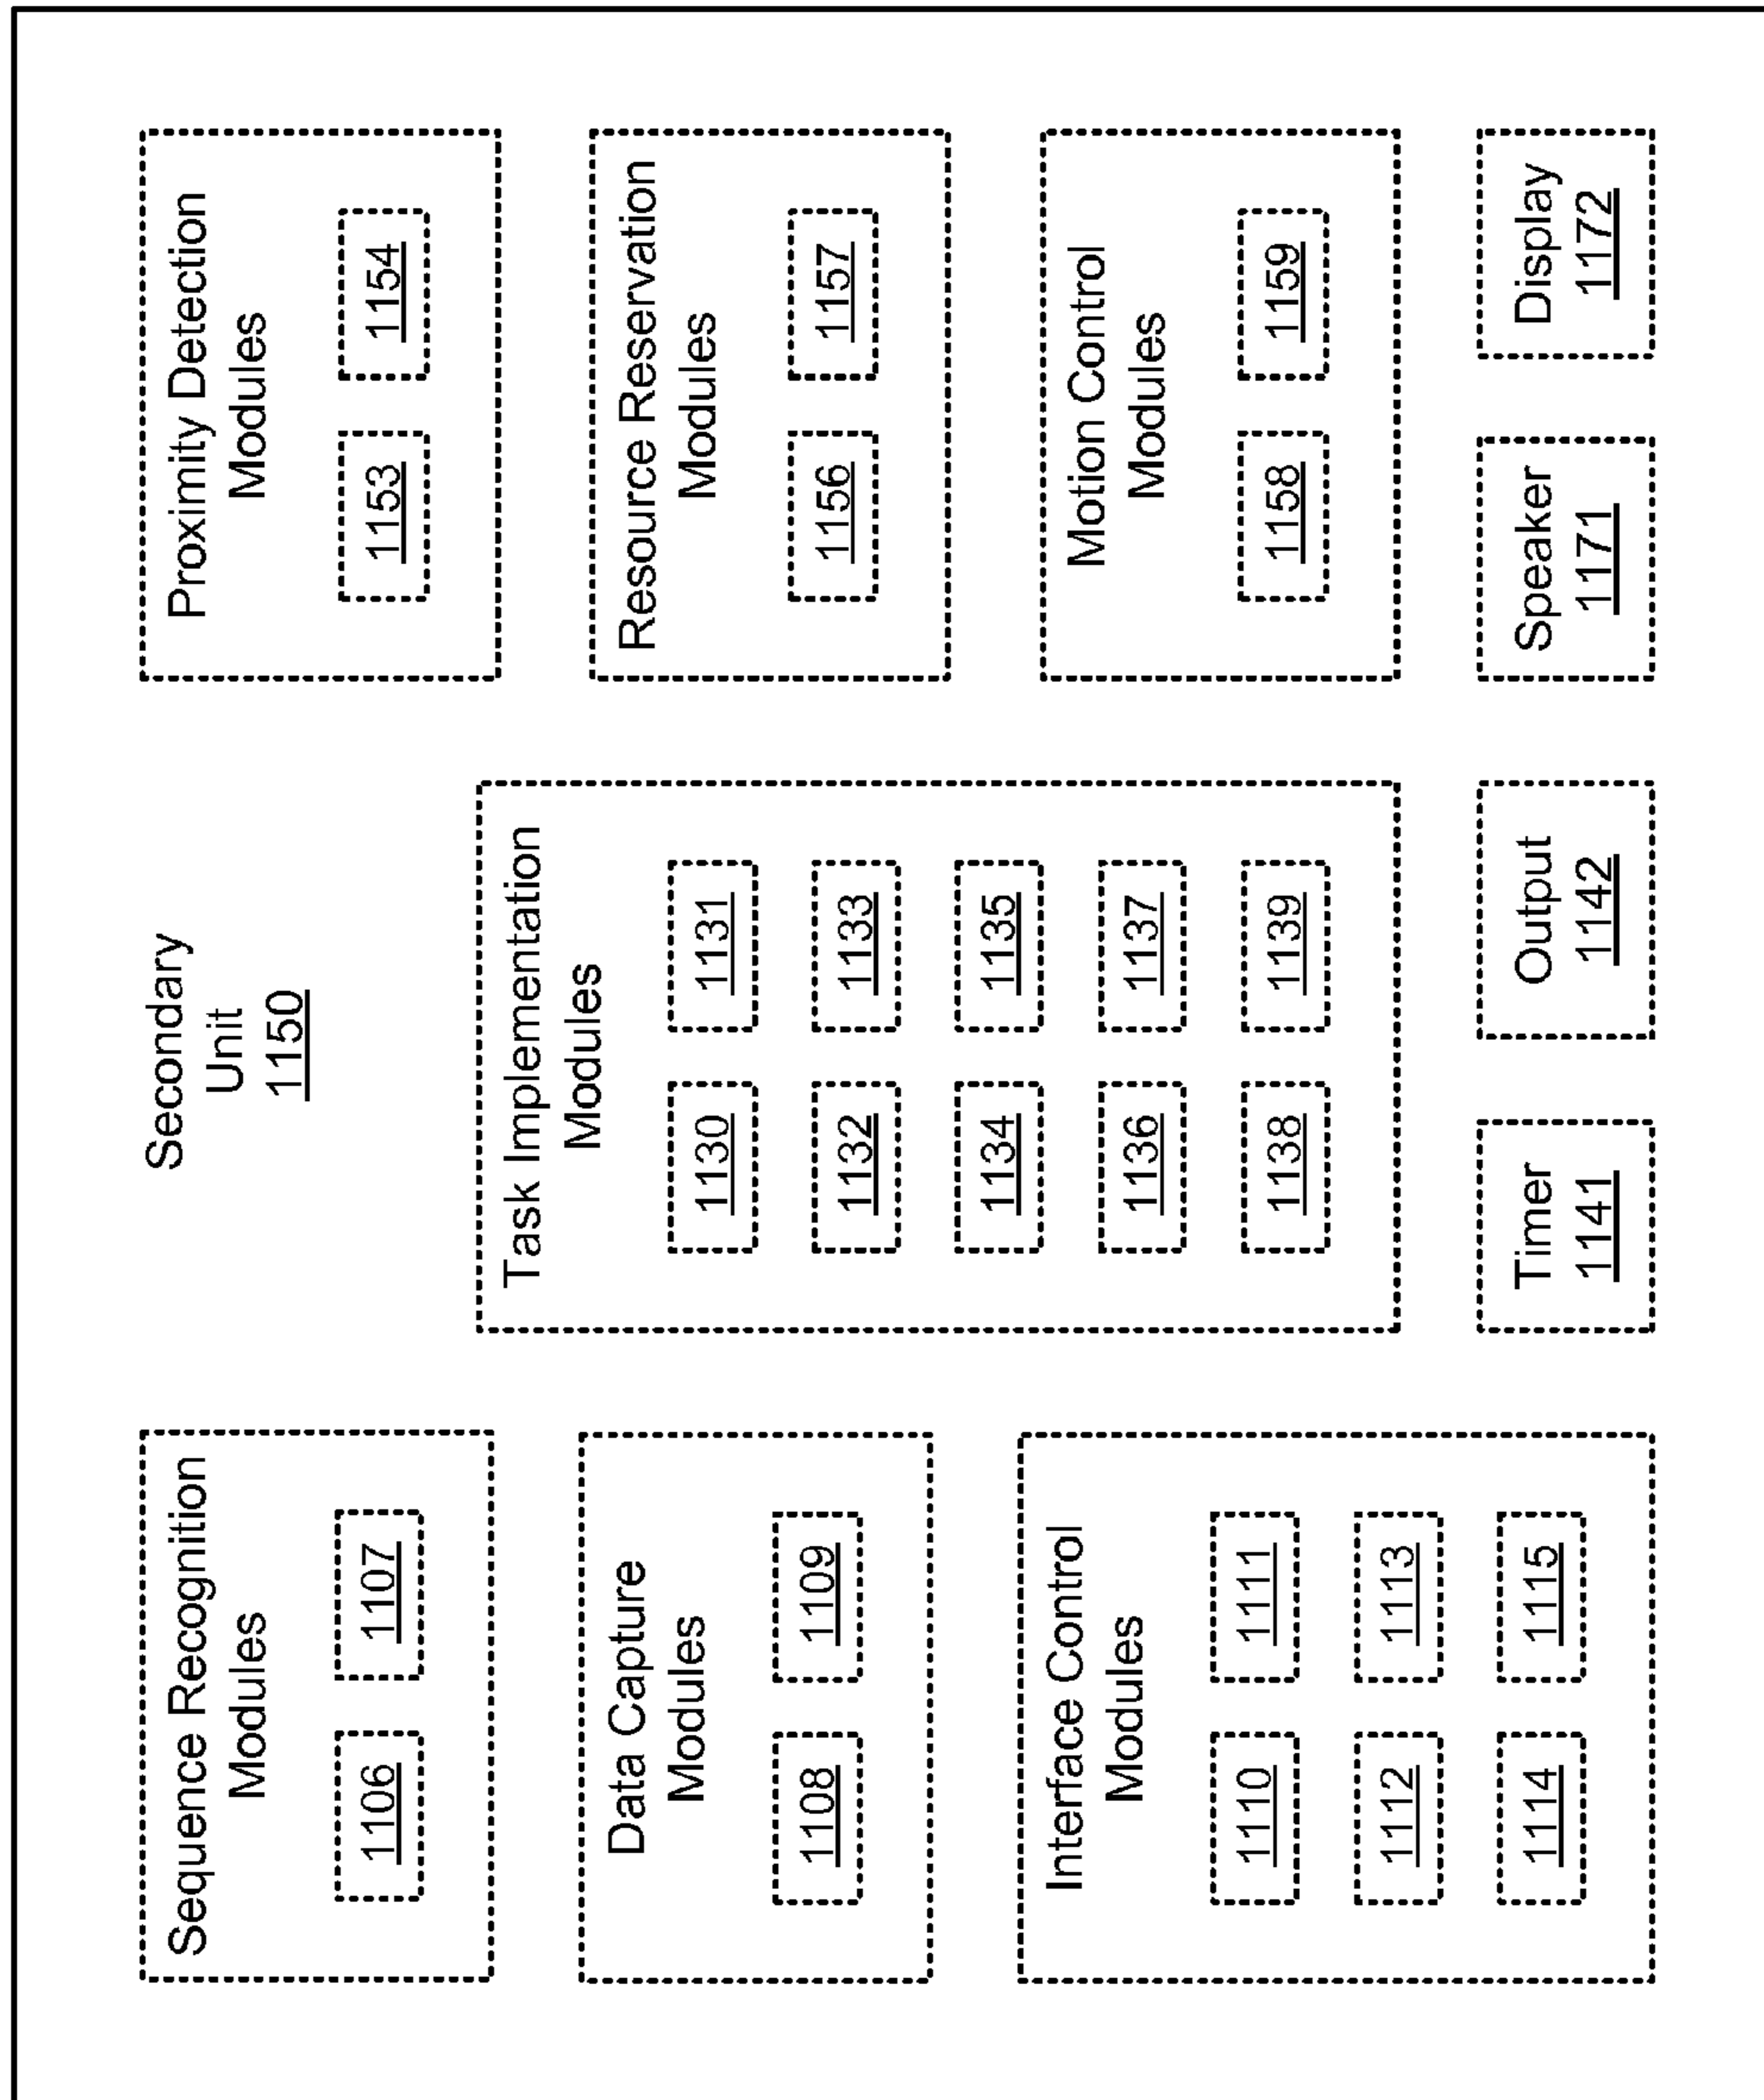 Secondary
Unit
1150
Sequence Recognition
Modules
1106 1107
Data Capture
Modules
1108 1109
Interface Control
Modules
1110 1111
1112 1113
1114 1115
Task Implementation
Modules
1130 1131
1132 1133
1134 1135
1136 1137
1138 1139
Timer
1141
Output
1142
Proximity Detection
Modules
1153 1154
Resource Reservation
Modules
1156 1157
Motion Control
Modules
1158 1159
Speaker
1171
Display
1172